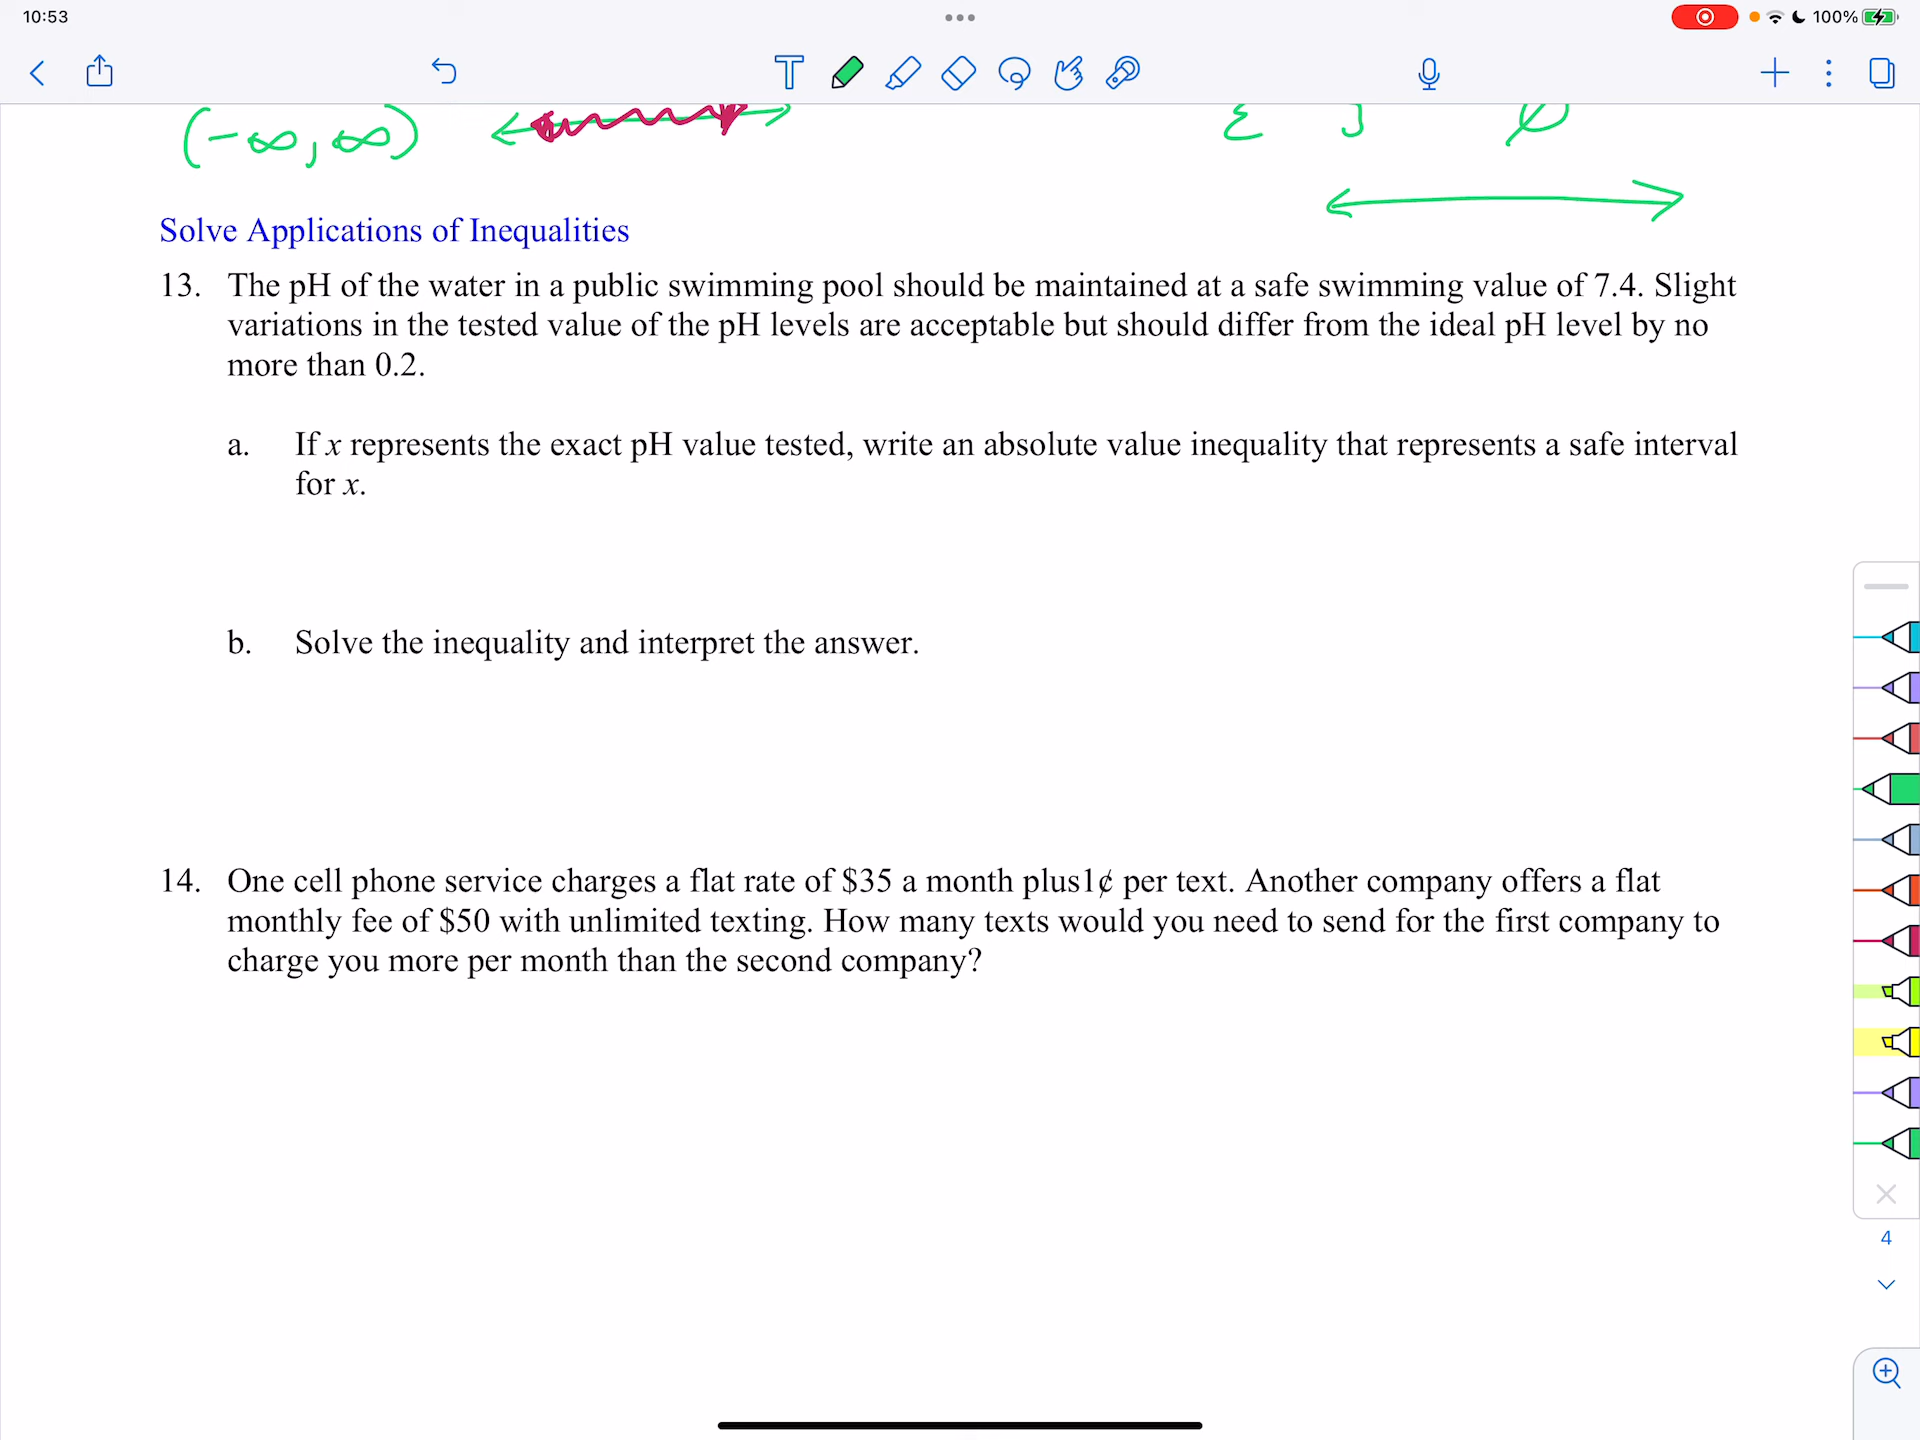 10:53
100%
T
(-∞, ∞)
{ } ∅
Solve Applications of Inequalities
13. The pH of the water in a public swimming pool should be maintained at a safe swimming value of 7.4. Slight
variations in the tested value of the pH levels are acceptable but should differ from the ideal pH level by no
more than 0.2.
a. If x represents the exact pH value tested, write an absolute value inequality that represents a safe interval
for x.
b. Solve the inequality and interpret the answer.
14. One cell phone service charges a flat rate of $35 a month plus1¢ per text. Another company offers a flat
monthly fee of $50 with unlimited texting. How many texts would you need to send for the first company to
charge you more per month than the second company?
4